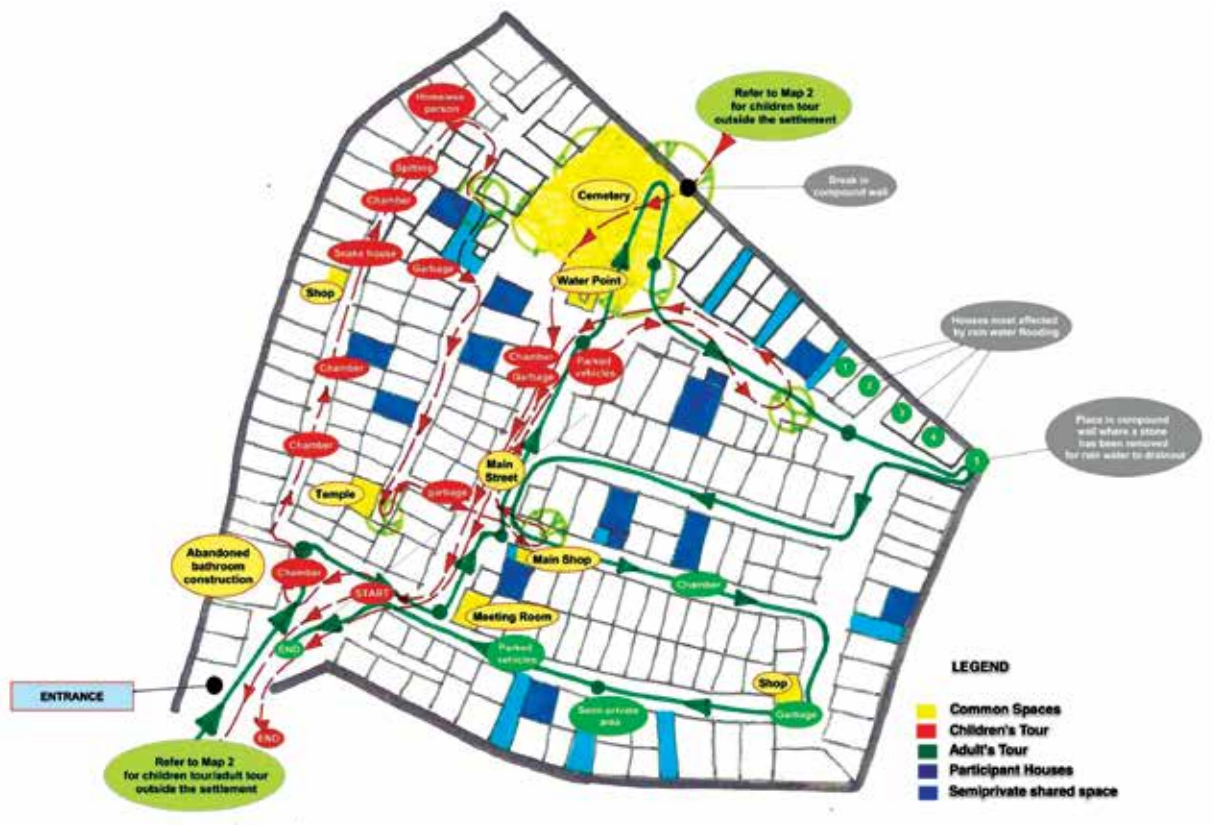 Refer to Map 2
for children tour
outside the settlement
Homeless
person
Break in
compound wall
Spitting
Chamber
Cemetery
Snake house
Garbage
Water Point
Shop
Houses most affected
by rain water flooding
Chamber
Garbage
Parked
vehicles
Chamber
1
2
3
4
Place in compound
wall where a stone
has been removed
for rain water to drainout
5
Chamber
Main
Street
Temple
garbage
Abandoned
bathroom
construction
Main Shop
Chamber
Chamber
START
Meeting Room
END
Parked
vehicles
LEGEND
ENTRANCE
Shop
Semi-private
area
Garbage
Common Spaces
Children's Tour
Adult's Tour
Participant Houses
Semiprivate shared space
END
Refer to Map 2
for children tour/adult tour
outside the settlement